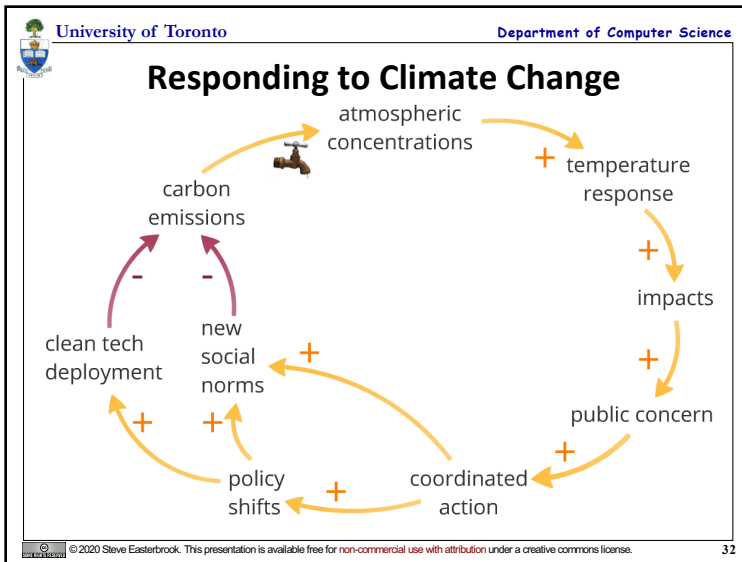 University of Toronto
Department of Computer Science
Responding to Climate Change
atmospheric
concentrations
+
temperature
response
carbon
emissions
+
-
-
impacts
new
social
norms
clean tech
deployment
+
+
public concern
+
+
+
policy
shifts
+
coordinated
action
© 2020 Steve Easterbrook. This presentation is available free for non-commercial use with attribution under a creative commons license.
32